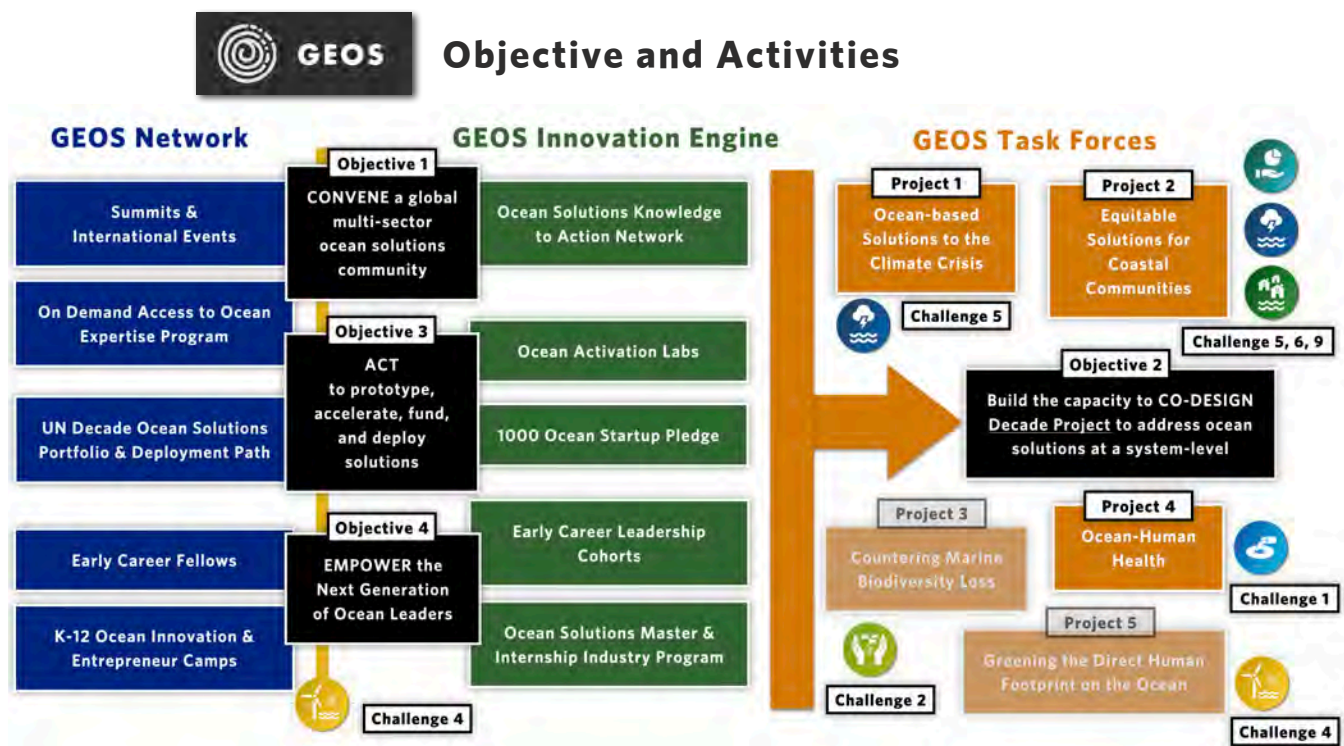 GEOS
Objective and Activities
GEOS Network
GEOS Innovation Engine
GEOS Task Forces
Summits &
International Events
On Demand Access to Ocean
Expertise Program
UN Decade Ocean Solutions
Portfolio & Deployment Path
Early Career Fellows
K-12 Ocean Innovation &
Entrepreneur Camps
Objective 1
CONVENE a global
multi-sector
ocean solutions
community
Objective 3
ACT
to prototype,
accelerate, fund,
and deploy
solutions
Objective 4
EMPOWER the
Next Generation
of Ocean Leaders
Challenge 4
Ocean Solutions Knowledge
to Action Network
Ocean Activation Labs
1000 Ocean Startup Pledge
Early Career Leadership
Cohorts
Ocean Solutions Master &
Internship Industry Program
Project 1
Ocean-based
Solutions to the
Climate Crisis
Challenge 5
Project 2
Equitable
Solutions for
Coastal
Communities
Challenge 5, 6, 9
Objective 2
Build the capacity to CO-DESIGN
Decade Project to address ocean
solutions at a system-level
Project 3
Countering Marine
Biodiversity Loss
Challenge 2
Project 4
Ocean-Human
Health
Challenge 1
Project 5
Greening the Direct Human
Footprint on the Ocean
Challenge 4